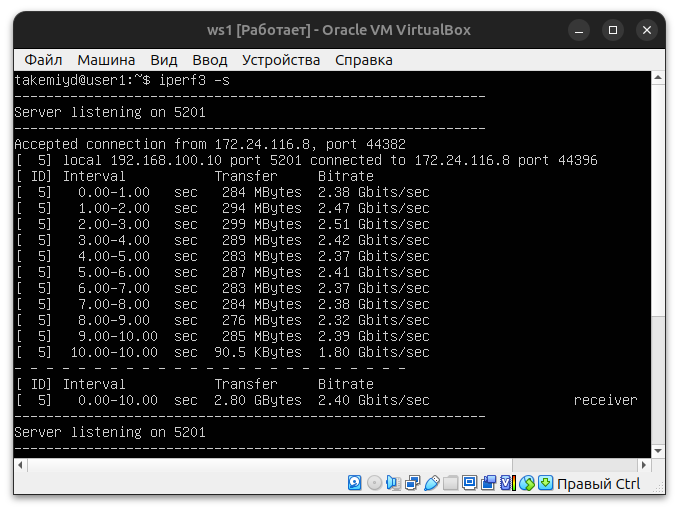 ws1 [Работает] - Oracle VM VirtualBox
Файл Машина Вид Ввод Устройства Справка
takemiyd@user1:~$ iperf3 -s
-----------------------------------------------------------
Server listening on 5201
-----------------------------------------------------------
Accepted connection from 172.24.116.8, port 44382
[  5] local 192.168.100.10 port 5201 connected to 172.24.116.8 port 44396
[ ID] Interval           Transfer     Bitrate
[  5]   0.00-1.00   sec   284 MBytes  2.38 Gbits/sec
[  5]   1.00-2.00   sec   294 MBytes  2.47 Gbits/sec
[  5]   2.00-3.00   sec   299 MBytes  2.51 Gbits/sec
[  5]   3.00-4.00   sec   289 MBytes  2.42 Gbits/sec
[  5]   4.00-5.00   sec   283 MBytes  2.37 Gbits/sec
[  5]   5.00-6.00   sec   287 MBytes  2.41 Gbits/sec
[  5]   6.00-7.00   sec   283 MBytes  2.37 Gbits/sec
[  5]   7.00-8.00   sec   284 MBytes  2.38 Gbits/sec
[  5]   8.00-9.00   sec   276 MBytes  2.32 Gbits/sec
[  5]   9.00-10.00  sec   285 MBytes  2.39 Gbits/sec
[  5]  10.00-10.00  sec  90.5 KBytes  1.80 Gbits/sec
- - - - - - - - - - - - - - - - - - - - - - - - -
[ ID] Interval           Transfer     Bitrate
[  5]   0.00-10.00  sec  2.80 GBytes  2.40 Gbits/sec                  receiver
-----------------------------------------------------------
Server listening on 5201
-----------------------------------------------------------
Правый Ctrl